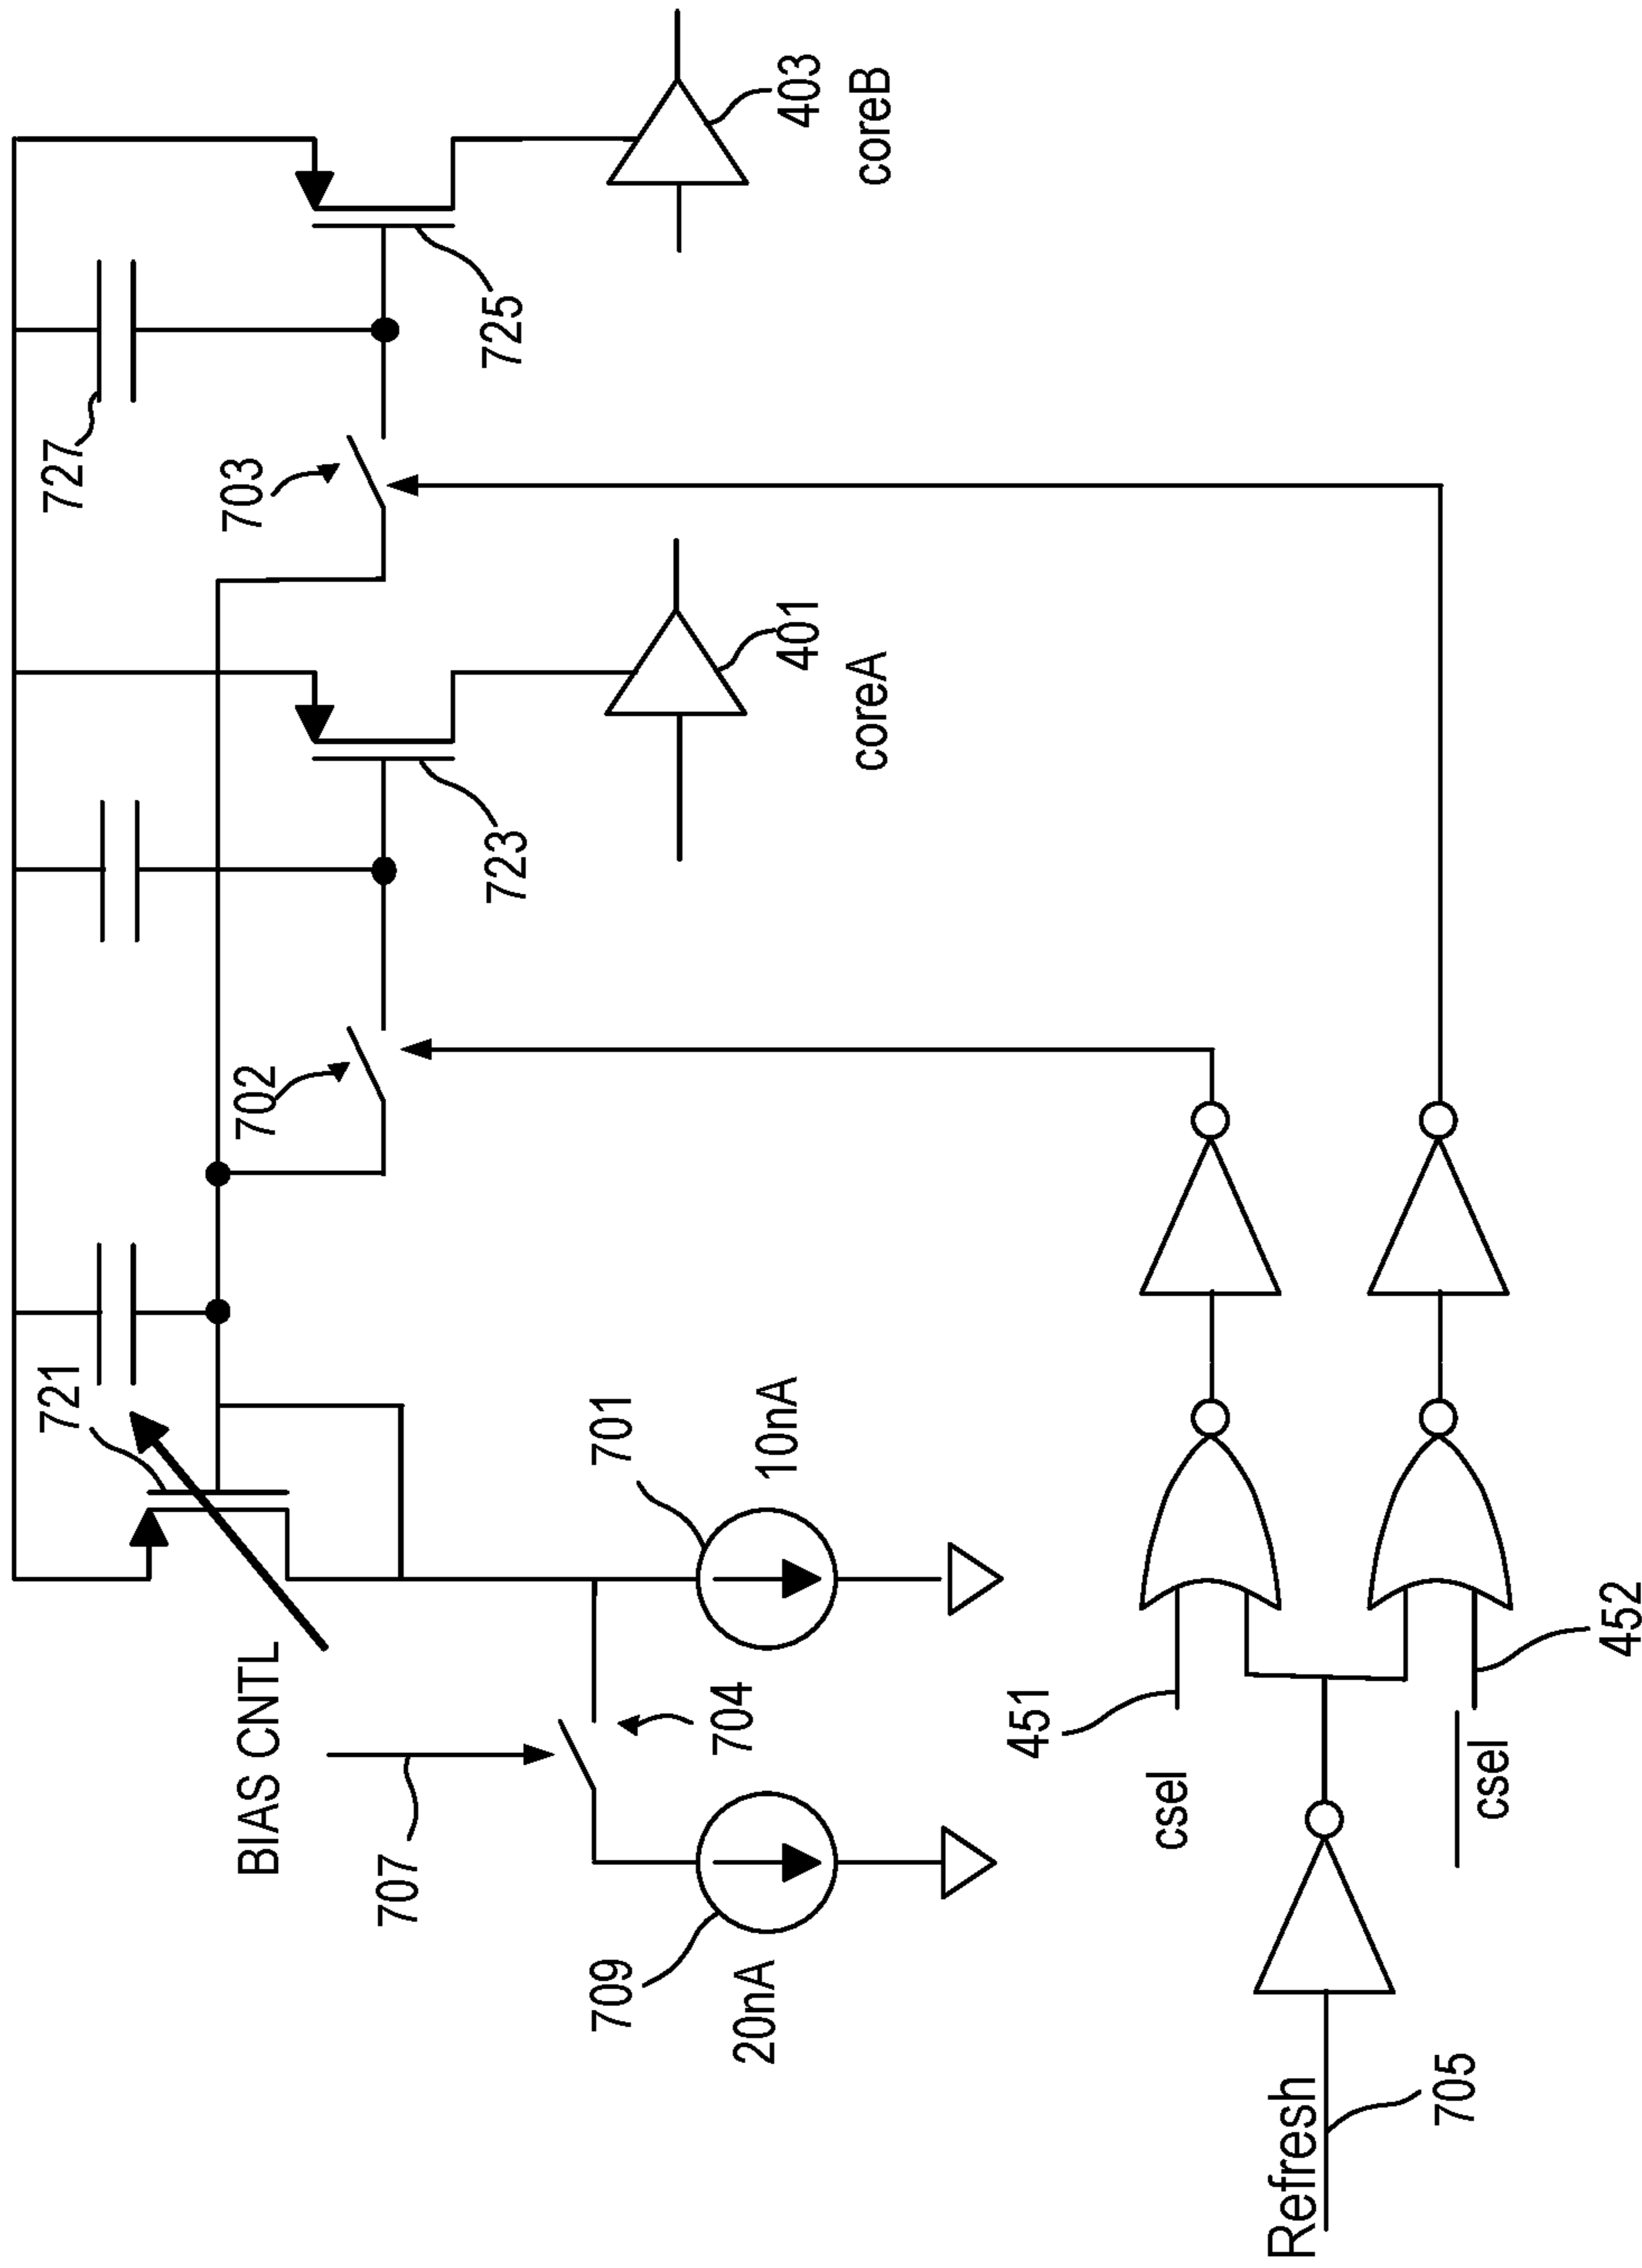 721
727
BIAS CNTL
702
703
707
723
725
709
701
704
20nA
10nA
401
403
coreA
coreB
451
csel
Refresh
705
csel
452